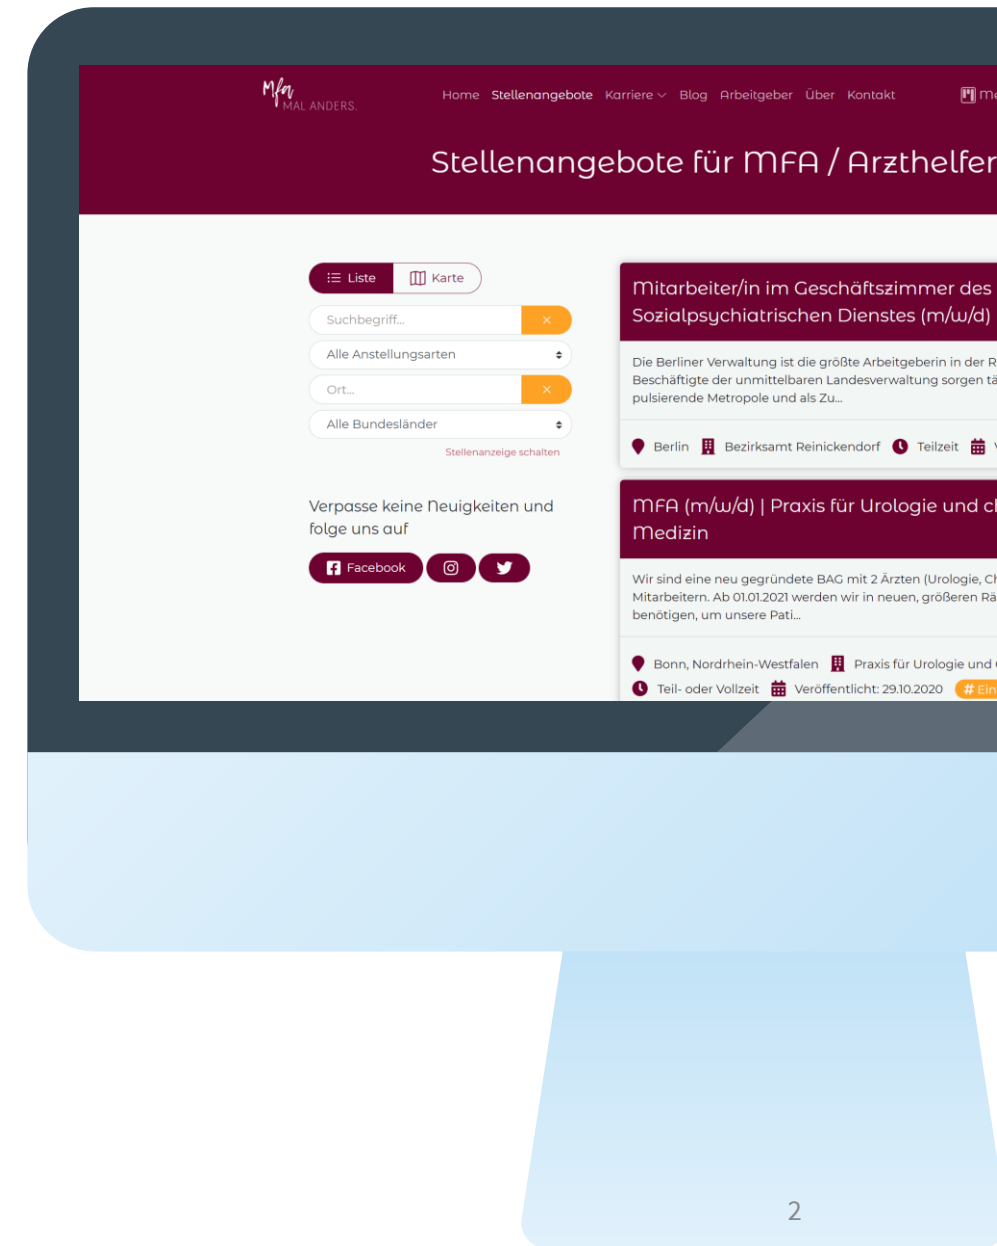 Mfa
MAL ANDERS.
Home Stellenangebote Karriere Blog Arbeitgeber Über Kontakt
Stellenangebote für MFA / Arzthelfer
Liste Karte
Suchbegriff...
Alle Anstellungsarten
Ort...
Alle Bundesländer
Stellenanzeige schalten
Verpasse keine Neuigkeiten und
folge uns auf
Facebook
Mitarbeiter/in im Geschäftszimmer des
Sozialpsychiatrischen Dienstes (m/w/d)
Die Berliner Verwaltung ist die größte Arbeitgeberin in der
Beschäftigte der unmittelbaren Landesverwaltung sorgen
pulsierende Metropole und als Zu...
Berlin Bezirksamt Reinickendorf Teilzeit
MFA (m/w/d) | Praxis für Urologie und
Medizin
Wir sind eine neu gegründete BAG mit 2 Ärzten (Urologie,
Mitarbeitern. Ab 01.01.2021 werden wir in neuen, größeren
benötigen, um unsere Pati...
Bonn, Nordrhein-Westfalen Praxis für Urologie und
Teil- oder Vollzeit Veröffentlicht: 29.10.2020 # Ein
2